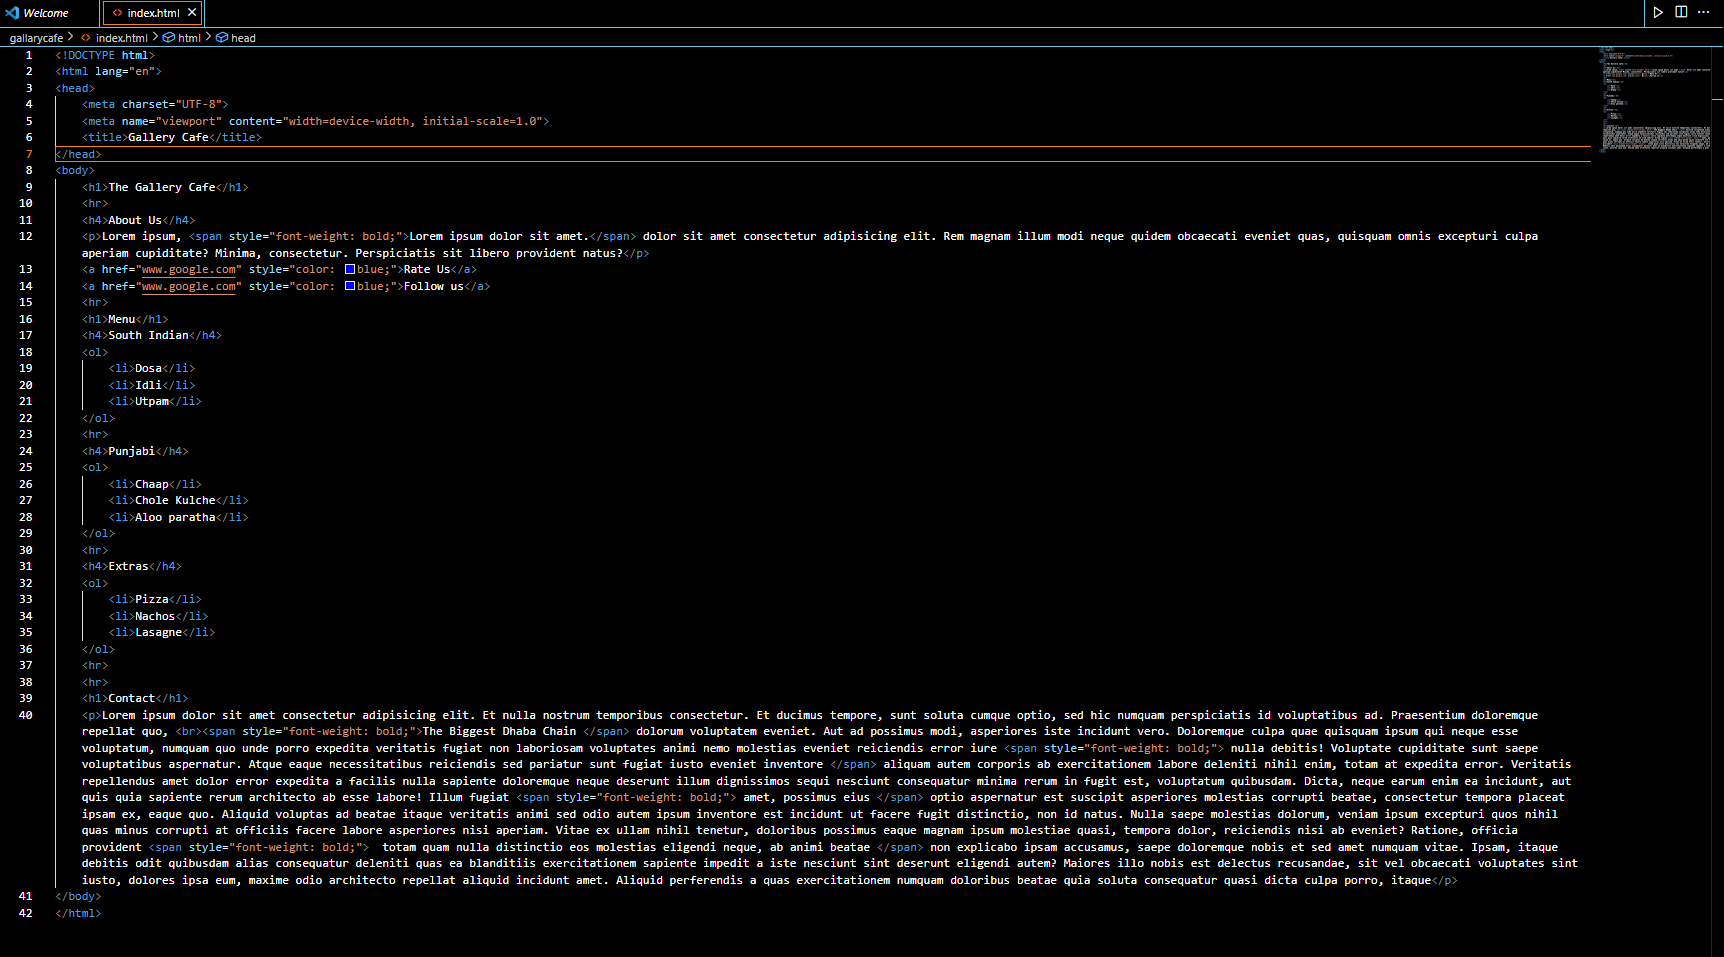 Welcome
index.html
gallarycafe > index.html > html > head
1 <!DOCTYPE html>
2 <html lang="en">
3 <head>
4 <meta charset="UTF-8">
5 <meta name="viewport" content="width=device-width, initial-scale=1.0">
6 <title>Gallery Cafe</title>
7 </head>
8 <body>
9 <h1>The Gallery Cafe</h1>
10 <hr>
11 <h4>About Us</h4>
12 <p>Lorem ipsum, <span style="font-weight: bold;">Lorem ipsum dolor sit amet.</span> dolor sit amet consectetur adipisicing elit. Rem magnam illum modi neque quidem obcaecati eveniet quas, quisquam omnis excepturi culpa
aperiam cupiditate? Minima, consectetur. Perspiciatis sit libero provident natus?</p>
13 <a href="www.google.com" style="color: blue;">Rate Us</a>
14 <a href="www.google.com" style="color: blue;">Follow us</a>
15 <hr>
16 <h1>Menu</h1>
17 <h4>South Indian</h4>
18 <ol>
19 <li>Dosa</li>
20 <li>Idli</li>
21 <li>Utpam</li>
22 </ol>
23 <hr>
24 <h4>Punjabi</h4>
25 <ol>
26 <li>Chaap</li>
27 <li>Chole Kulche</li>
28 <li>Aloo paratha</li>
29 </ol>
30 <hr>
31 <h4>Extras</h4>
32 <ol>
33 <li>Pizza</li>
34 <li>Nachos</li>
35 <li>Lasagne</li>
36 </ol>
37 <hr>
38 <hr>
39 <h1>Contact</h1>
40 <p>Lorem ipsum dolor sit amet consectetur adipisicing elit. Et nulla nostrum temporibus consectetur. Et ducimus tempore, sunt soluta cumque optio, sed hic numquam perspiciatis id voluptatibus ad. Praesentium doloremque
repellat quo, <br><span style="font-weight: bold;">The Biggest Dhaba Chain </span> dolorum voluptatem eveniet. Aut ad possimus modi, asperiores iste incidunt vero. Doloremque culpa quae quisquam ipsum qui neque esse
voluptatum, numquam quo unde porro expedita veritatis fugiat non laboriosam voluptates animi nemo molestias eveniet reiciendis error iure <span style="font-weight: bold;"> nulla debitis! Voluptate cupiditate sunt saepe
voluptatibus aspernatur. Atque eaque necessitatibus reiciendis sed pariatur sunt fugiat iusto eveniet inventore </span> aliquam autem corporis ab exercitationem labore deleniti nihil enim, totam at expedita error. Veritatis
repellendus amet dolor error expedita a facilis nulla sapiente doloremque neque deserunt illum dignissimos sequi nesciunt consequatur minima rerum in fugit est, voluptatum quibusdam. Dicta, neque earum enim ea incidunt, aut
quis quia sapiente rerum architecto ab esse labore! Illum fugiat <span style="font-weight: bold;"> amet, possimus eius </span> optio aspernatur est suscipit asperiores molestias corrupti beatae, consectetur tempora placeat
ipsam ex, eaque quo. Aliquid voluptas ad beatae itaque veritatis animi sed odio autem ipsum inventore est incidunt ut facere fugit distinctio, non id natus. Nulla saepe molestias dolorum, veniam ipsum excepturi quos nihil
quas minus corrupti at officiis facere labore asperiores nisi aperiam. Vitae ex ullam nihil tenetur, doloribus possimus eaque magnam ipsum molestiae quasi, tempora dolor, reiciendis nisi ab eveniet? Ratione, officia
provident <span style="font-weight: bold;">  totam quam nulla distinctio eos molestias eligendi neque, ab animi beatae </span> non explicabo ipsam accusamus, saepe doloremque nobis et sed amet numquam vitae. Ipsam, itaque
debitis odit quibusdam alias consequatur deleniti quas ea blanditiis exercitationem sapiente impedit a iste nesciunt sint deserunt eligendi autem? Maiores illo nobis est delectus recusandae, sit vel obcaecati voluptates sint
iusto, dolores ipsa eum, maxime odio architecto repellat aliquid incidunt amet. Aliquid perferendis a quas exercitationem numquam doloribus beatae quia soluta consequatur quasi dicta culpa porro, itaque</p>
41 </body>
42 </html>